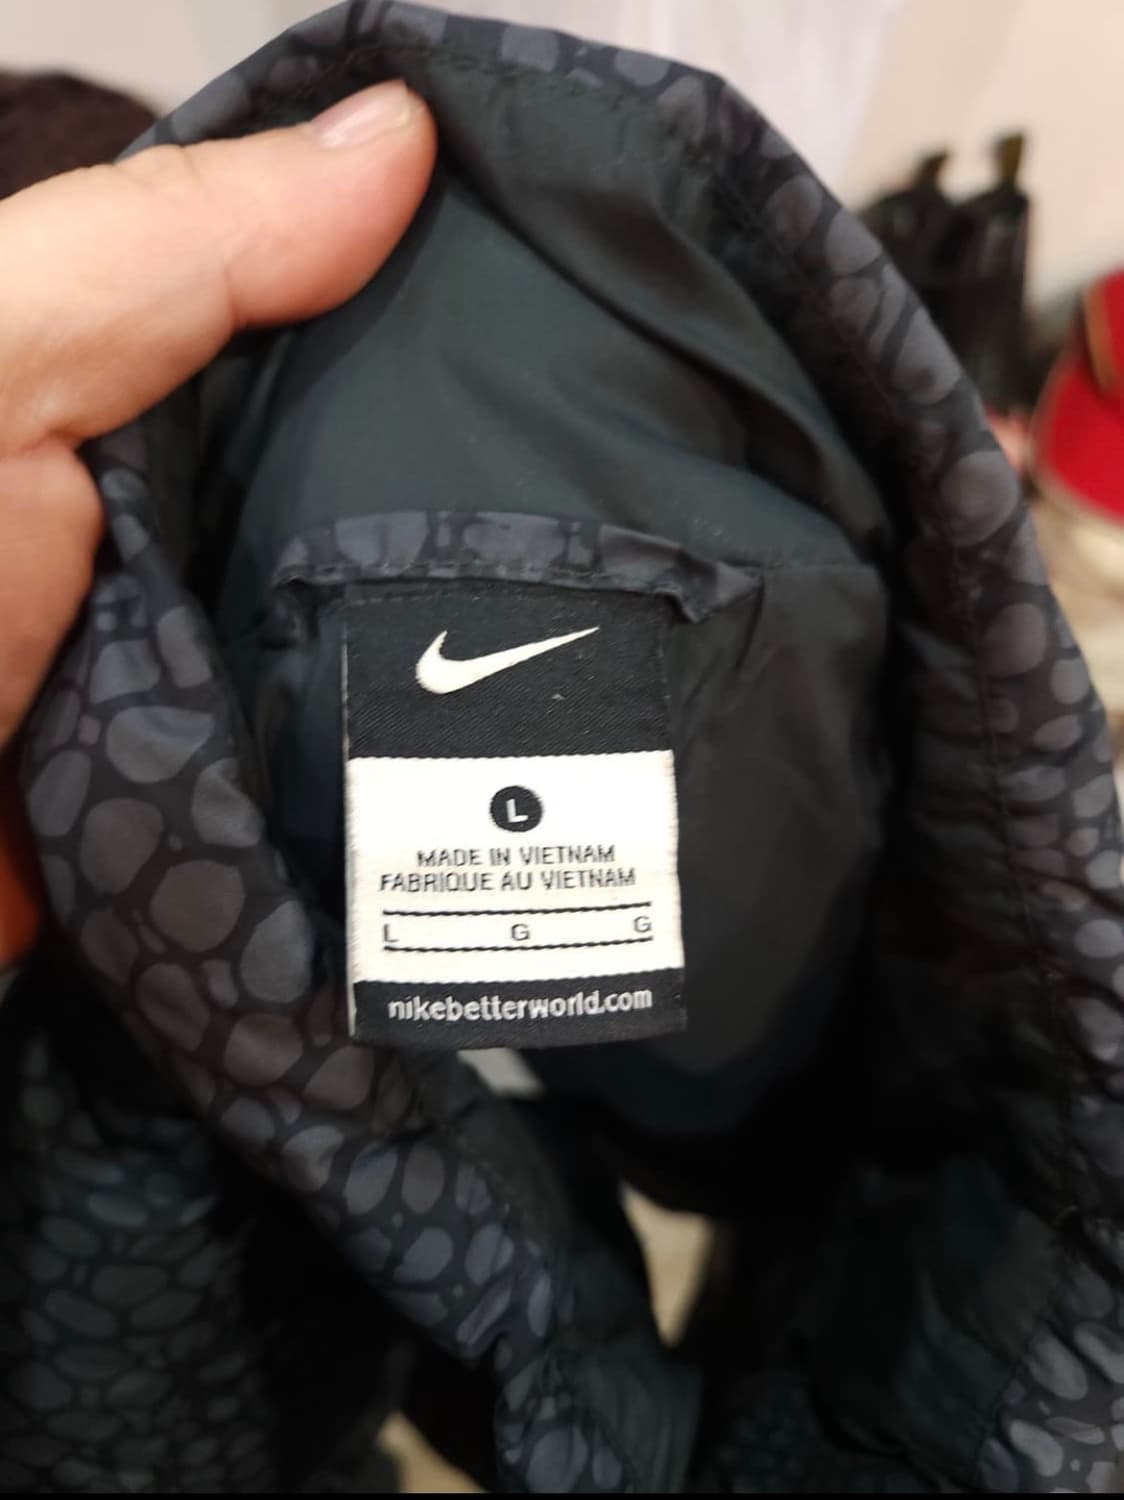 L
MADE IN VIETNAM
FABRIQUE AU VIETNAM
L G G
nikebetterworld.com